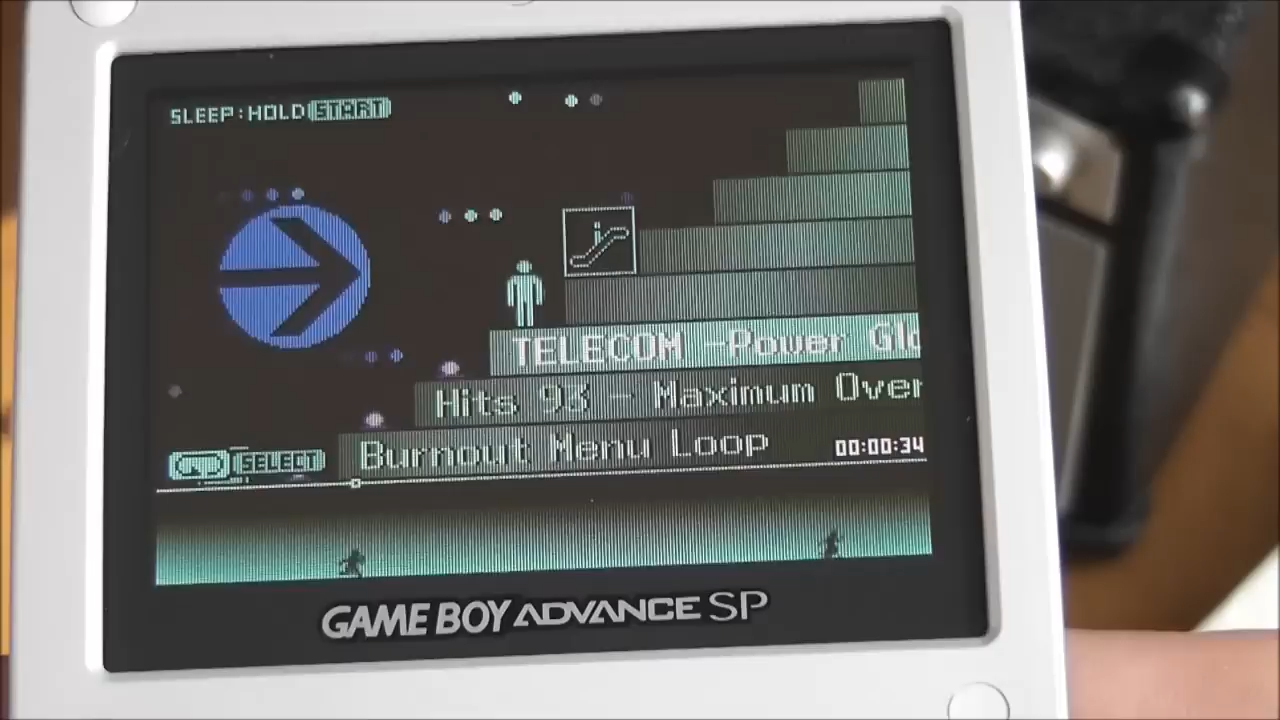 SLEEP:HOLD START
TELECOM -Power Glo
Hits 93 - Maximum Over
Burnout Menu Loop
00:00:34
SELECT
GAME BOY ADVANCE SP